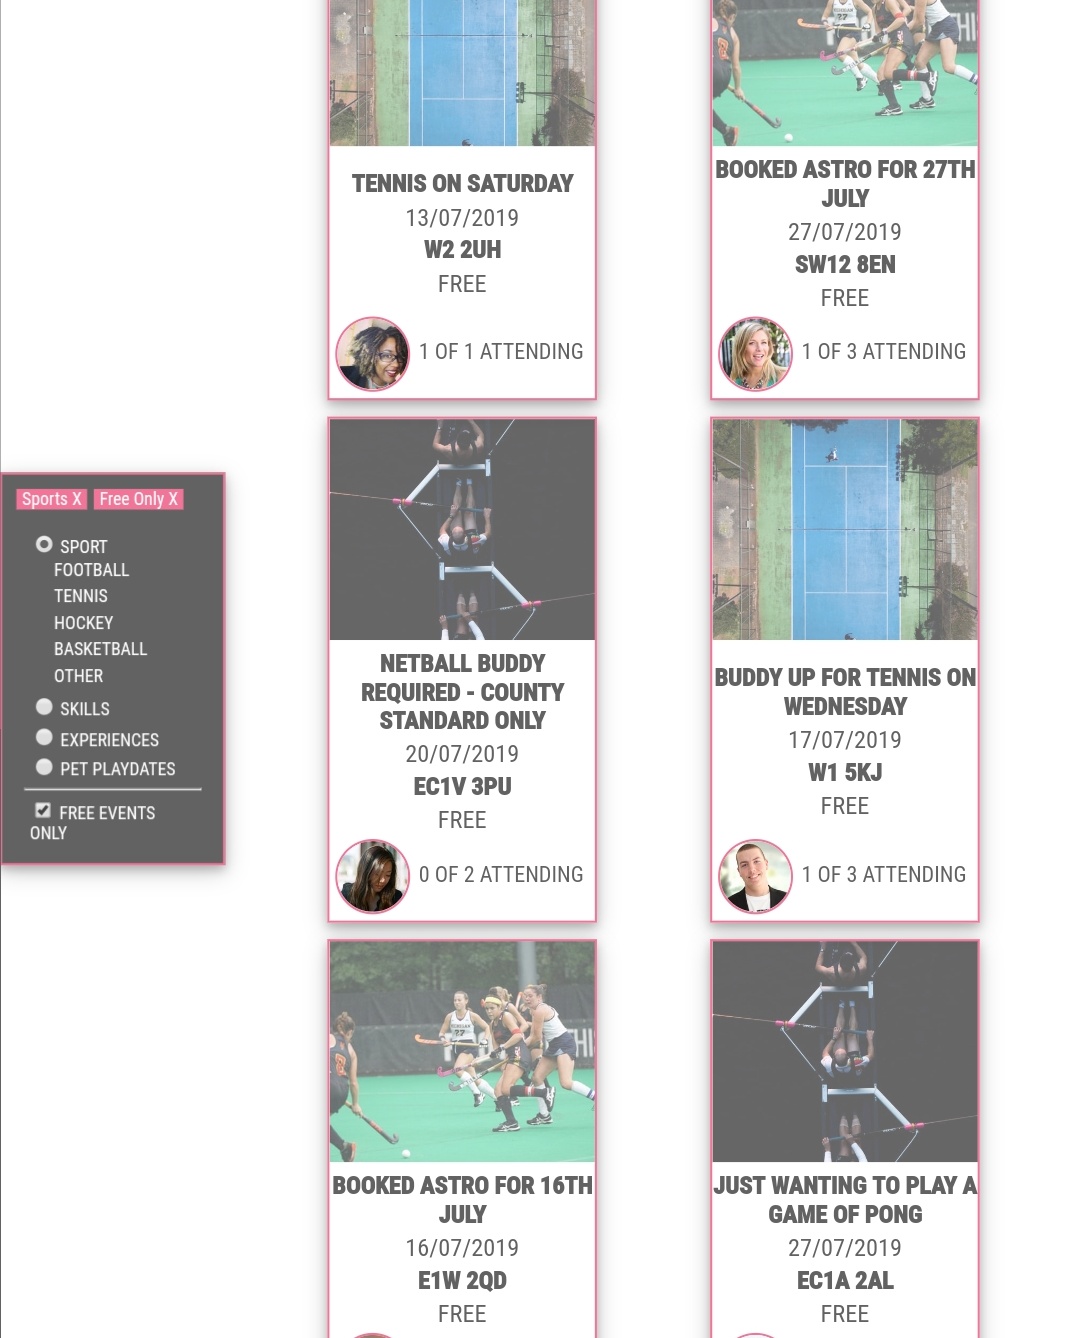 TENNIS ON SATURDAY
13/07/2019
W2 2UH
FREE
1 OF 1 ATTENDING
BOOKED ASTRO FOR 27TH
JULY
27/07/2019
SW12 8EN
FREE
1 OF 3 ATTENDING
Sports X Free Only X
SPORT
FOOTBALL
TENNIS
HOCKEY
BASKETBALL
OTHER
SKILLS
EXPERIENCES
PET PLAYDATES
FREE EVENTS
ONLY
NETBALL BUDDY
REQUIRED - COUNTY
STANDARD ONLY
20/07/2019
EC1V 3PU
FREE
0 OF 2 ATTENDING
BUDDY UP FOR TENNIS ON
WEDNESDAY
17/07/2019
W1 5KJ
FREE
1 OF 3 ATTENDING
BOOKED ASTRO FOR 16TH
JULY
16/07/2019
E1W 2QD
FREE
JUST WANTING TO PLAY A
GAME OF PONG
27/07/2019
EC1A 2AL
FREE